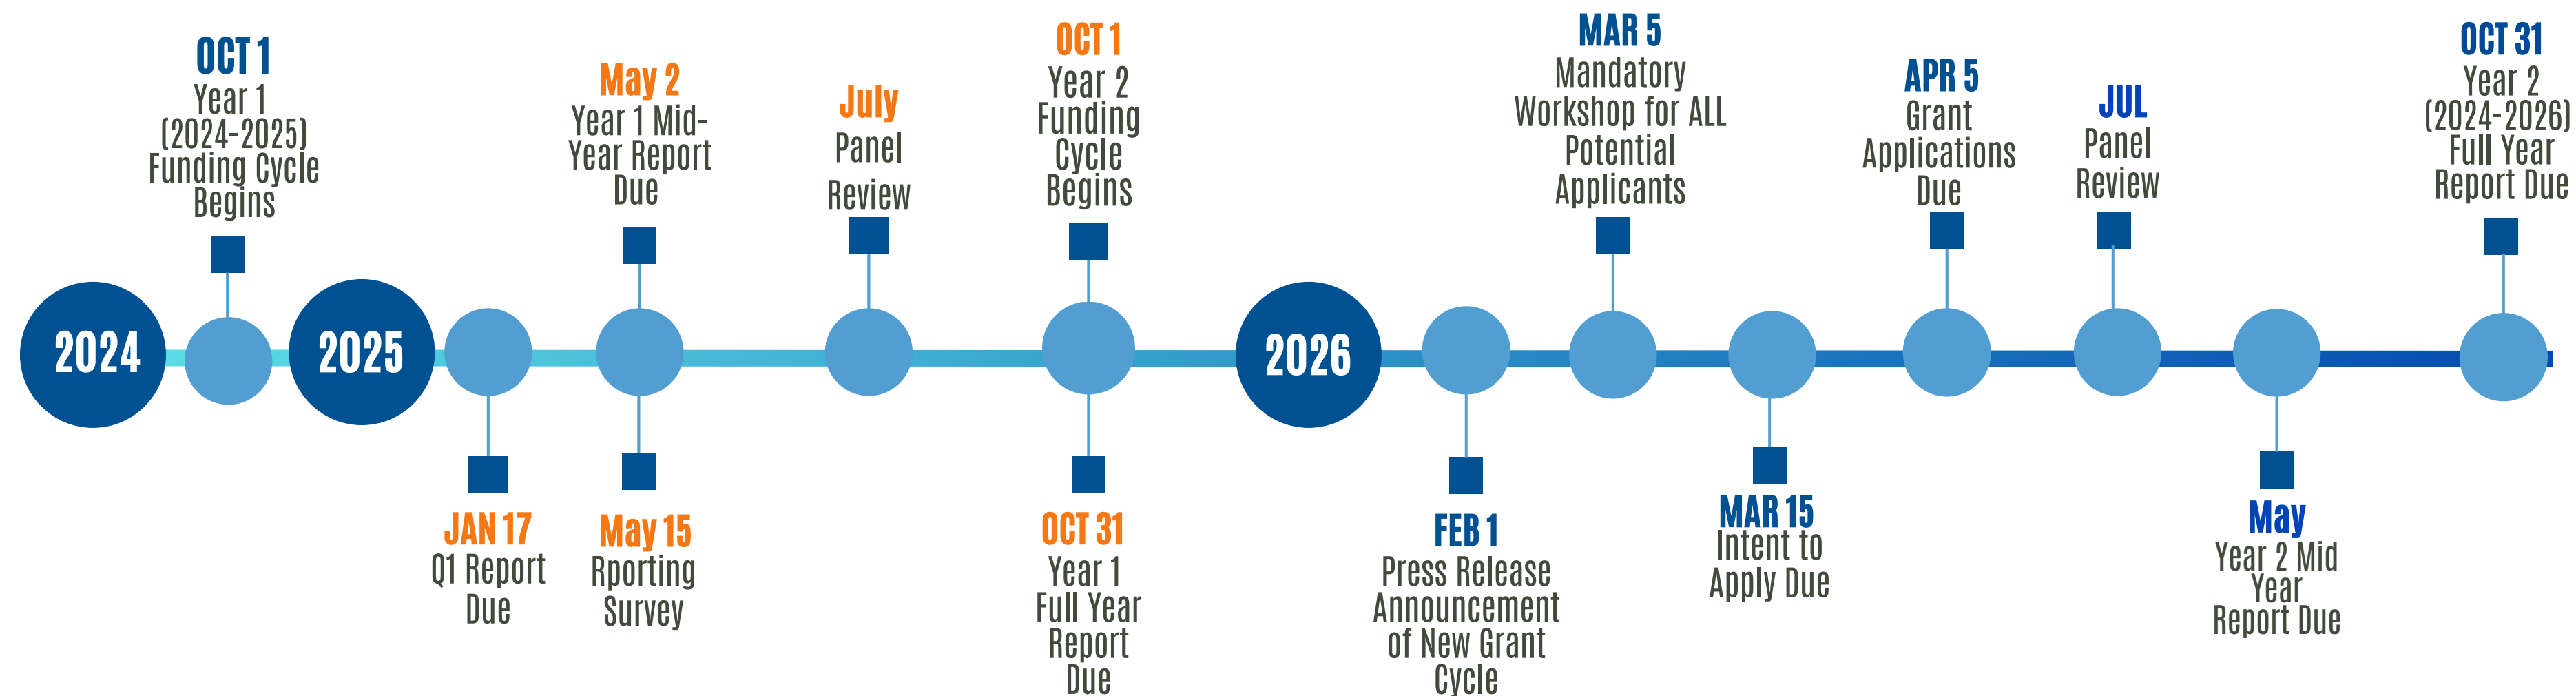 OCT 1
Year 1
(2024-2025)
Funding Cycle
Begins
May 2
Year 1 Mid-
Year Report
Due
July
Panel
Review
OCT 1
Year 2
Funding
Cycle
Begins
MAR 5
Mandatory
Workshop for ALL
Potential
Applicants
APR 5
Grant
Applications
Due
JUL
Panel
Review
OCT 31
Year 2
(2024-2026)
Full Year
Report Due
2024
2025
2026
JAN 17
Q1 Report
Due
May 15
Rporting
Survey
OCT 31
Year 1
Full Year
Report
Due
FEB 1
Press Release
Announcement
of New Grant
Cycle
MAR 15
Intent to
Apply Due
May
Year 2 Mid
Year
Report Due